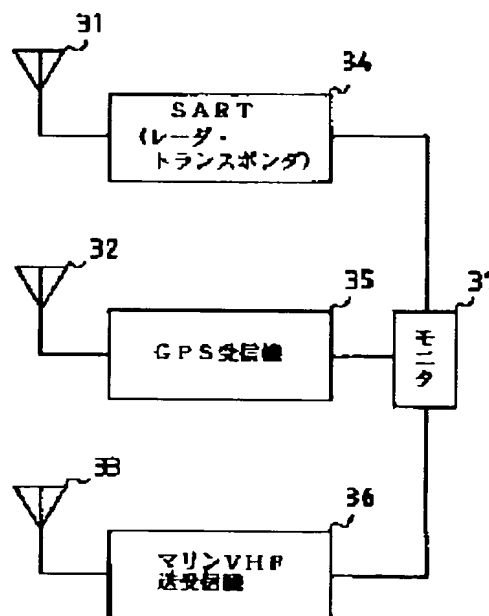 31
34
SART
(レーダ・
トランスポンダ)
32
35
GPS受信機
モニタ
33
36
マリンVHF
送受信機